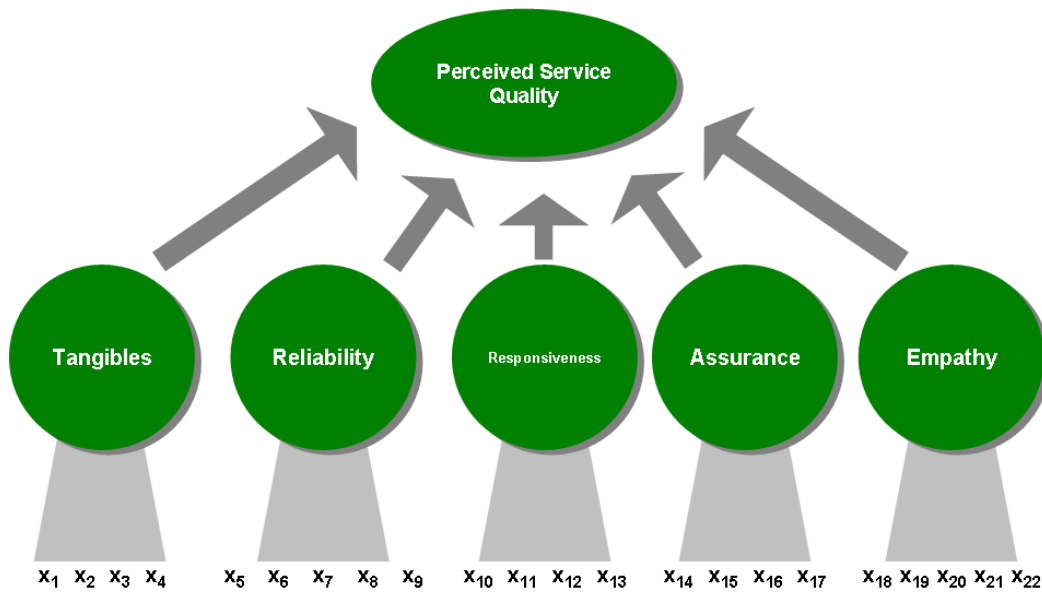 Perceived Service
Quality
Tangibles
Reliability
Responsiveness
Assurance
Empathy
x₁ x₂ x₃ x₄ x₅ x₆ x₇ x₈ x₉ x₁₀ x₁₁ x₁₂ x₁₃ x₁₄ x₁₅ x₁₆ x₁₇ x₁₈ x₁₉ x₂₀ x₂₁ x₂₂